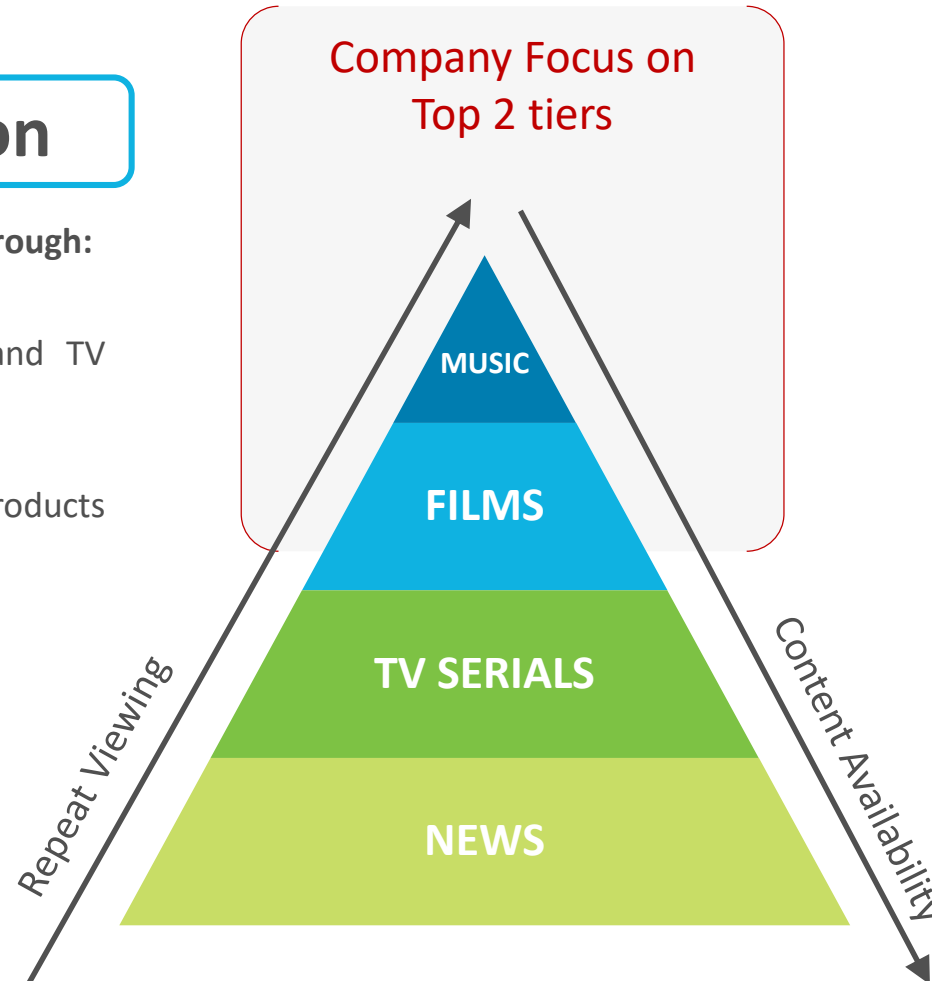 Company Focus on
Top 2 tiers
on
rough:
and TV
roducts
MUSIC
FILMS
TV SERIALS
NEWS
Repeat Viewing
Content Availability